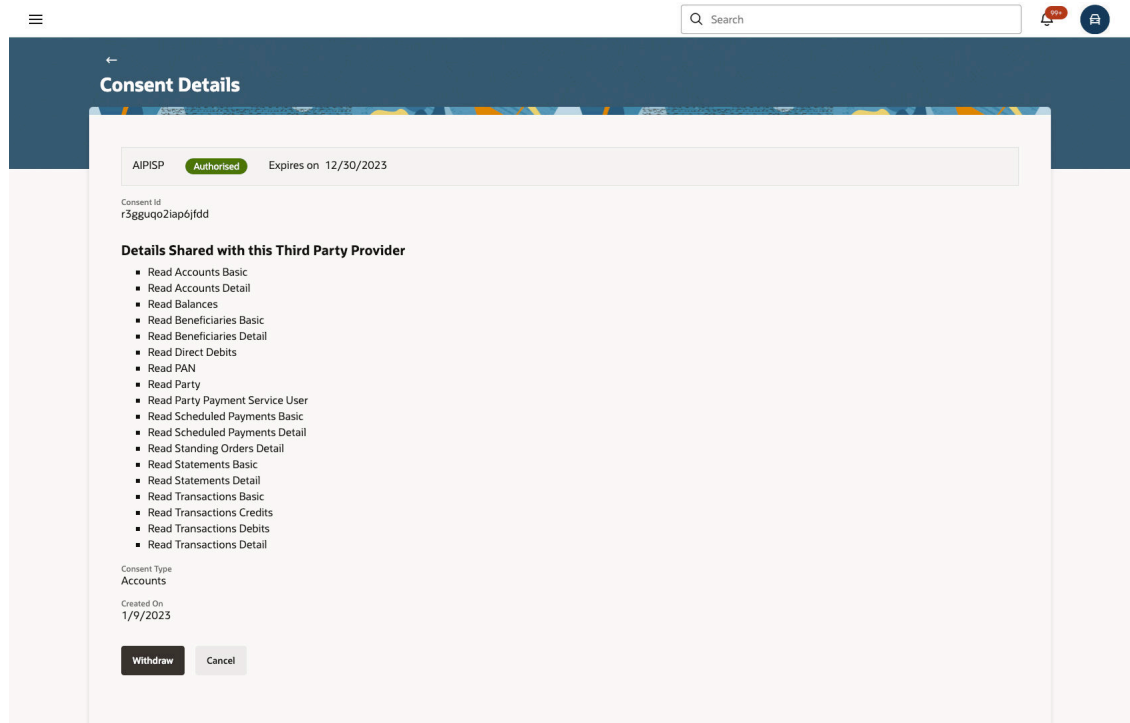 Search
99+
Consent Details
AIPISP Authorised Expires on 12/30/2023
Consent Id
r3gguqo2iap6jfdd
Details Shared with this Third Party Provider
Read Accounts Basic
Read Accounts Detail
Read Balances
Read Beneficiaries Basic
Read Beneficiaries Detail
Read Direct Debits
Read PAN
Read Party
Read Party Payment Service User
Read Scheduled Payments Basic
Read Scheduled Payments Detail
Read Standing Orders Detail
Read Statements Basic
Read Statements Detail
Read Transactions Basic
Read Transactions Credits
Read Transactions Debits
Read Transactions Detail
Consent Type
Accounts
Created On
1/9/2023
Withdraw Cancel